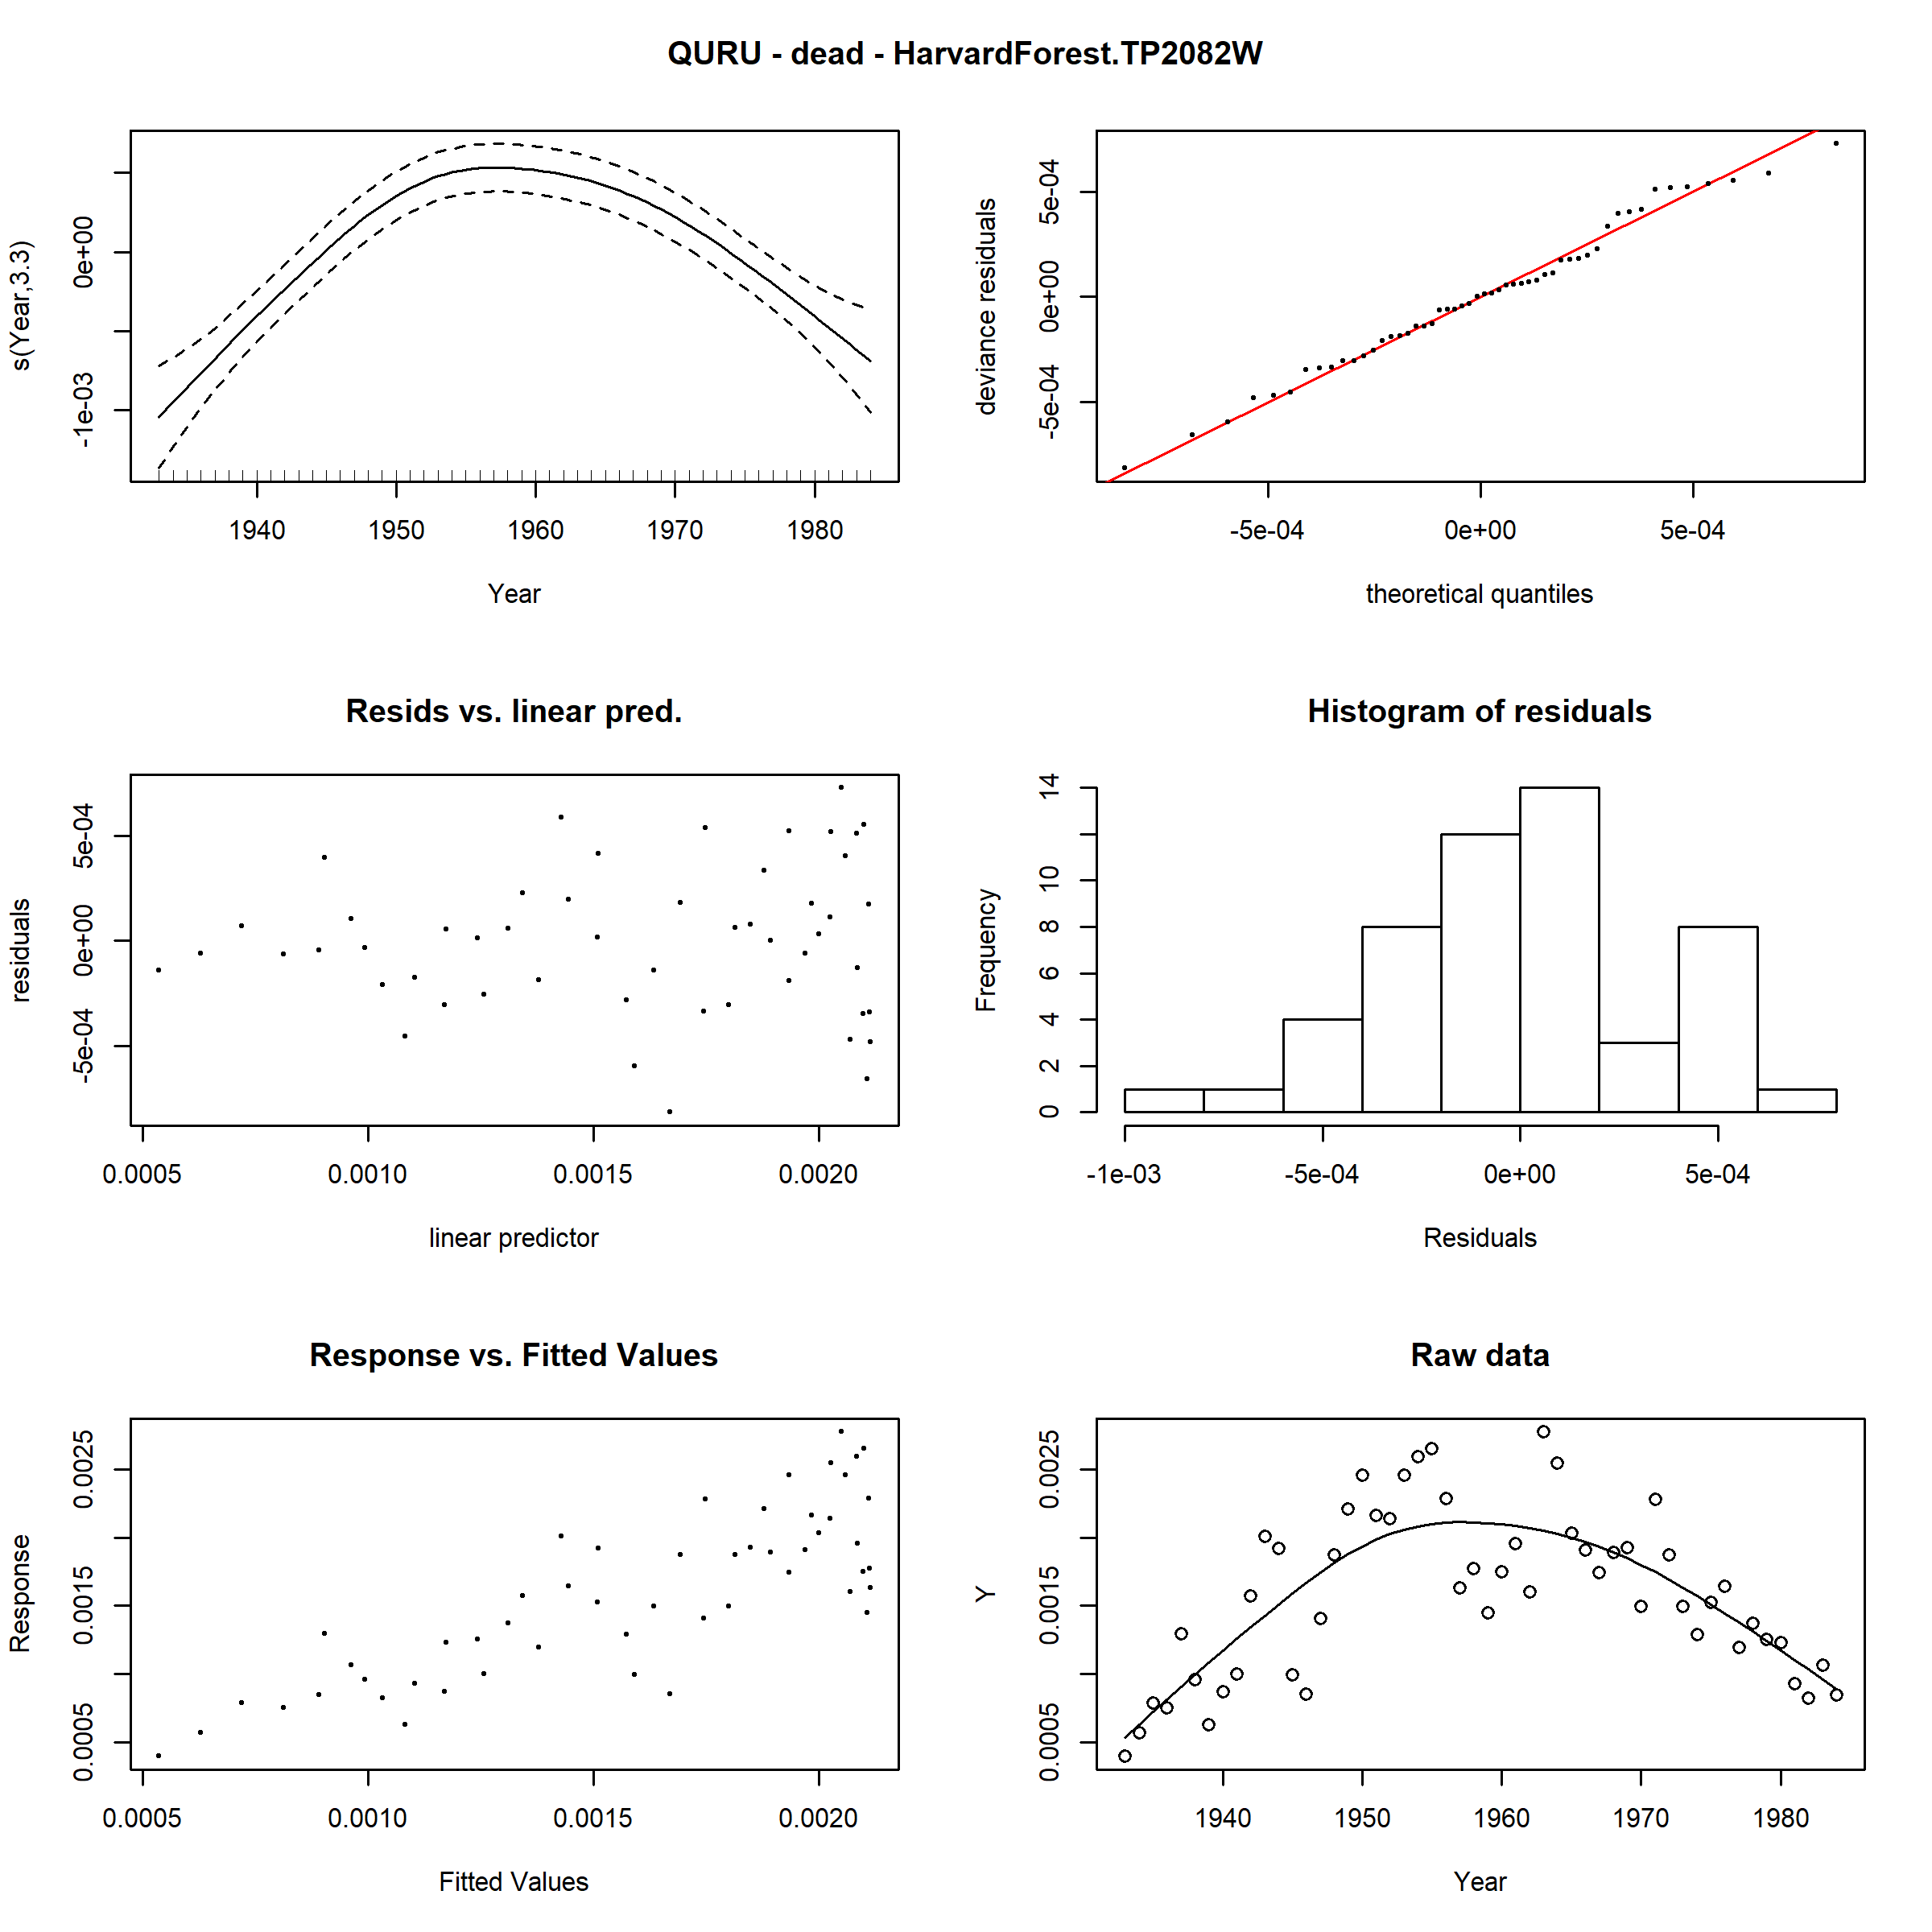 QURU - dead - HarvardForest.TP2082W
s(Year,3.3)
0e+00
-1e-03
1940 1950 1960 1970 1980
Year
deviance residuals
5e-04
0e+00
-5e-04
-5e-04 0e+00 5e-04
theoretical quantiles
Resids vs. linear pred.
residuals
5e-04
0e+00
-5e-04
0.0005 0.0010 0.0015 0.0020
linear predictor
Histogram of residuals
Frequency
14
10
8
6
4
2
0
-1e-03 -5e-04 0e+00 5e-04
Residuals
Response vs. Fitted Values
Response
0.0025
0.0015
0.0005
0.0005 0.0010 0.0015 0.0020
Fitted Values
Raw data
Y
0.0025
0.0015
0.0005
1940 1950 1960 1970 1980
Year